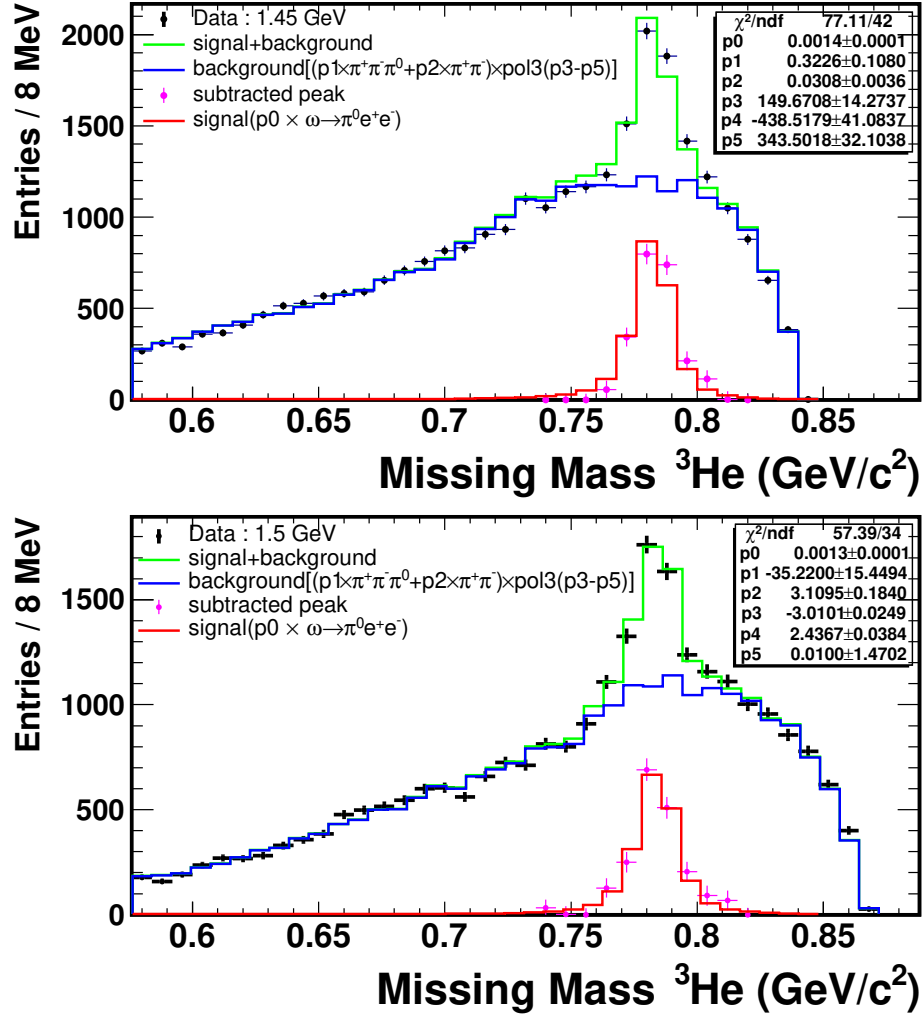 Data : 1.45 GeV
signal+background
background[(p1×π⁺π⁻π⁰+p2×π⁺π⁻)×pol3(p3-p5)]
subtracted peak
signal(p0 × ω→π⁰e⁺e⁻)
χ²/ndf 77.11/42
p0 0.0014±0.0001
p1 0.3226±0.1080
p2 0.0308±0.0036
p3 149.6708±14.2737
p4 -438.5179±41.0837
p5 343.5018±32.1038
Entries / 8 MeV
2000
1500
1000
500
0
0.6 0.65 0.7 0.75 0.8 0.85
Missing Mass ³He (GeV/c²)
Data : 1.5 GeV
signal+background
background[(p1×π⁺π⁻π⁰+p2×π⁺π⁻)×pol3(p3-p5)]
subtracted peak
signal(p0 × ω→π⁰e⁺e⁻)
χ²/ndf 57.39/34
p0 0.0013±0.0001
p1 -35.2200±15.4494
p2 3.1095±0.1840
p3 -3.0101±0.0249
p4 2.4367±0.0384
p5 0.0100±1.4702
Entries / 8 MeV
1500
1000
500
0
0.6 0.65 0.7 0.75 0.8 0.85
Missing Mass ³He (GeV/c²)